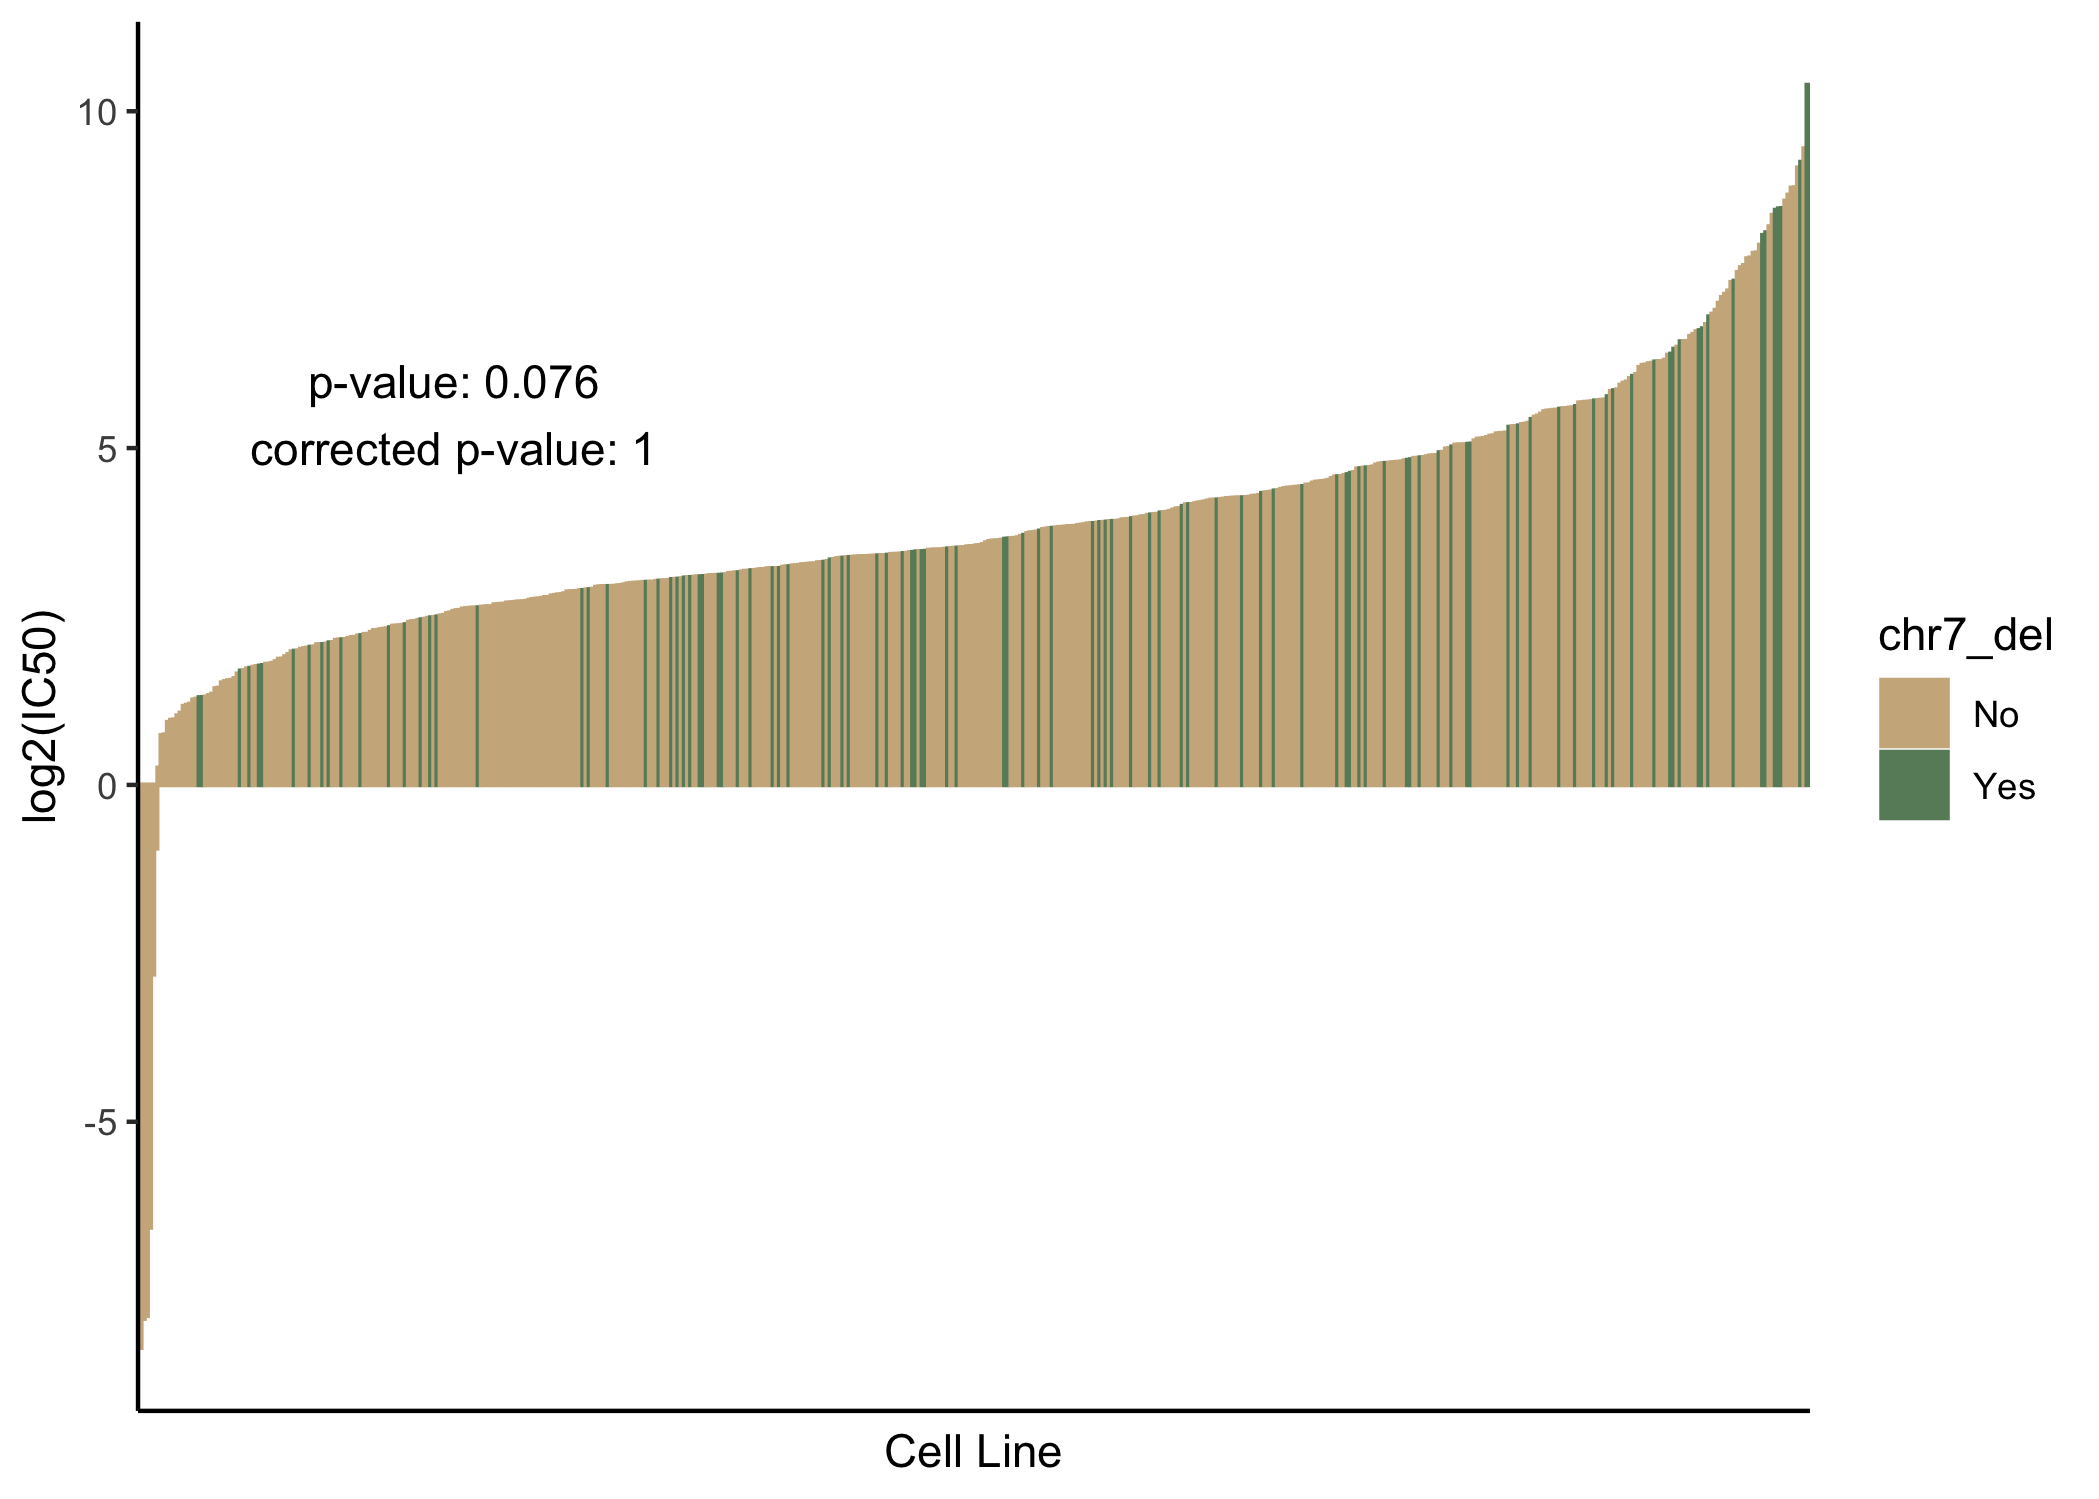 10
5
0
-5
log2(IC50)
p-value: 0.076
corrected p-value: 1
Cell Line
chr7_del
No
Yes